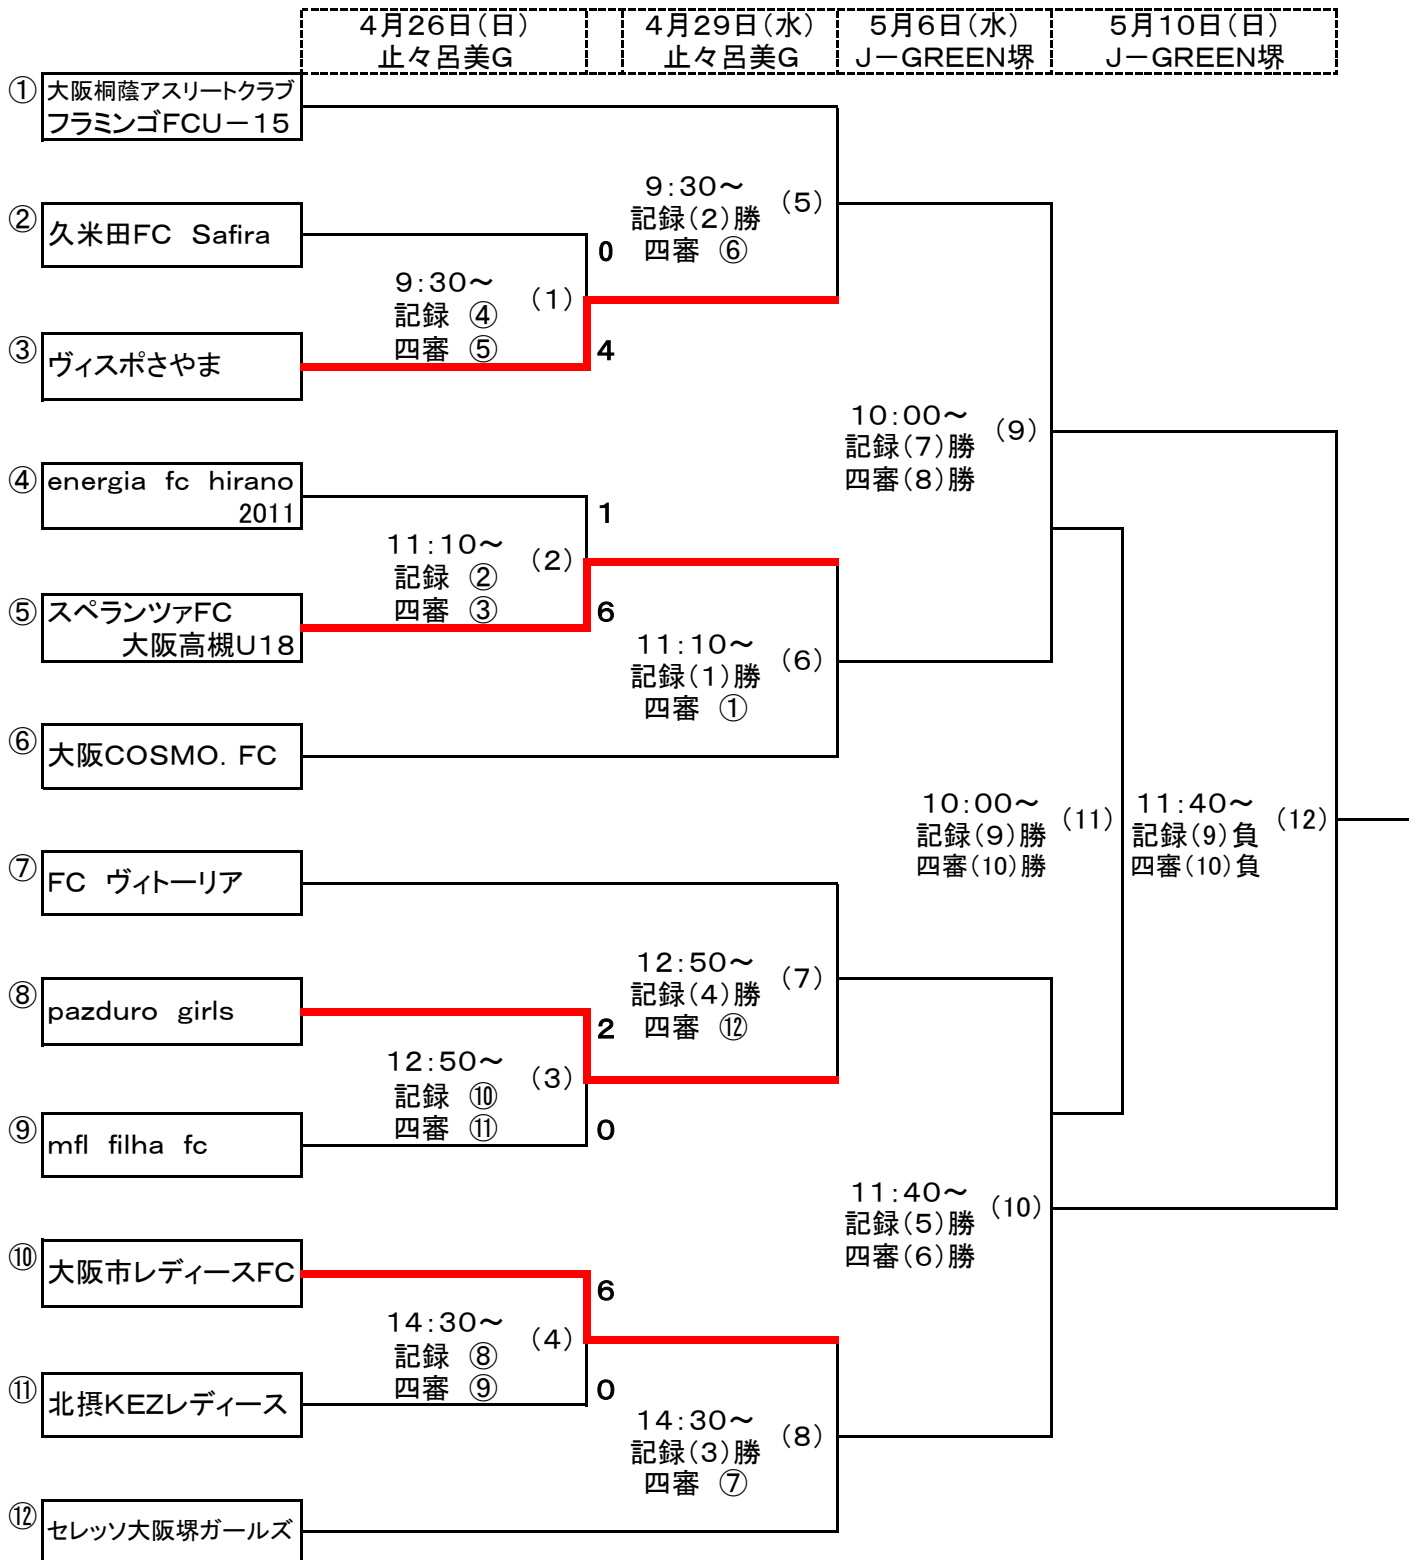 4月26日(日)
止々呂美G
4月29日(水)
止々呂美G
5月6日(水)
J-GREEN堺
5月10日(日)
J-GREEN堺
① 大阪桐蔭アスリートクラブ
フラミンゴFCU-15
② 久米田FC Safira
③ ヴィスポさやま
④ energia fc hirano
2011
⑤ スペランツァFC
大阪高槻U18
⑥ 大阪COSMO. FC
⑦ FC ヴィトーリア
⑧ pazduro girls
⑨ mfl filha fc
⑩ 大阪市レディースFC
⑪ 北摂KEZレディース
⑫ セレッソ大阪堺ガールズ
9:30~
記録 ④
四審 ⑤
(1)
0
4
11:10~
記録 ②
四審 ③
(2)
1
6
12:50~
記録 ⑩
四審 ⑪
(3)
2
0
14:30~
記録 ⑧
四審 ⑨
(4)
6
0
9:30~
記録(2)勝
四審 ⑥
(5)
11:10~
記録(1)勝
四審 ①
(6)
12:50~
記録(4)勝
四審 ⑫
(7)
14:30~
記録(3)勝
四審 ⑦
(8)
10:00~
記録(7)勝
四審(8)勝
(9)
11:40~
記録(5)勝
四審(6)勝
(10)
10:00~
記録(9)勝
四審(10)勝
(11)
11:40~
記録(9)負
四審(10)負
(12)